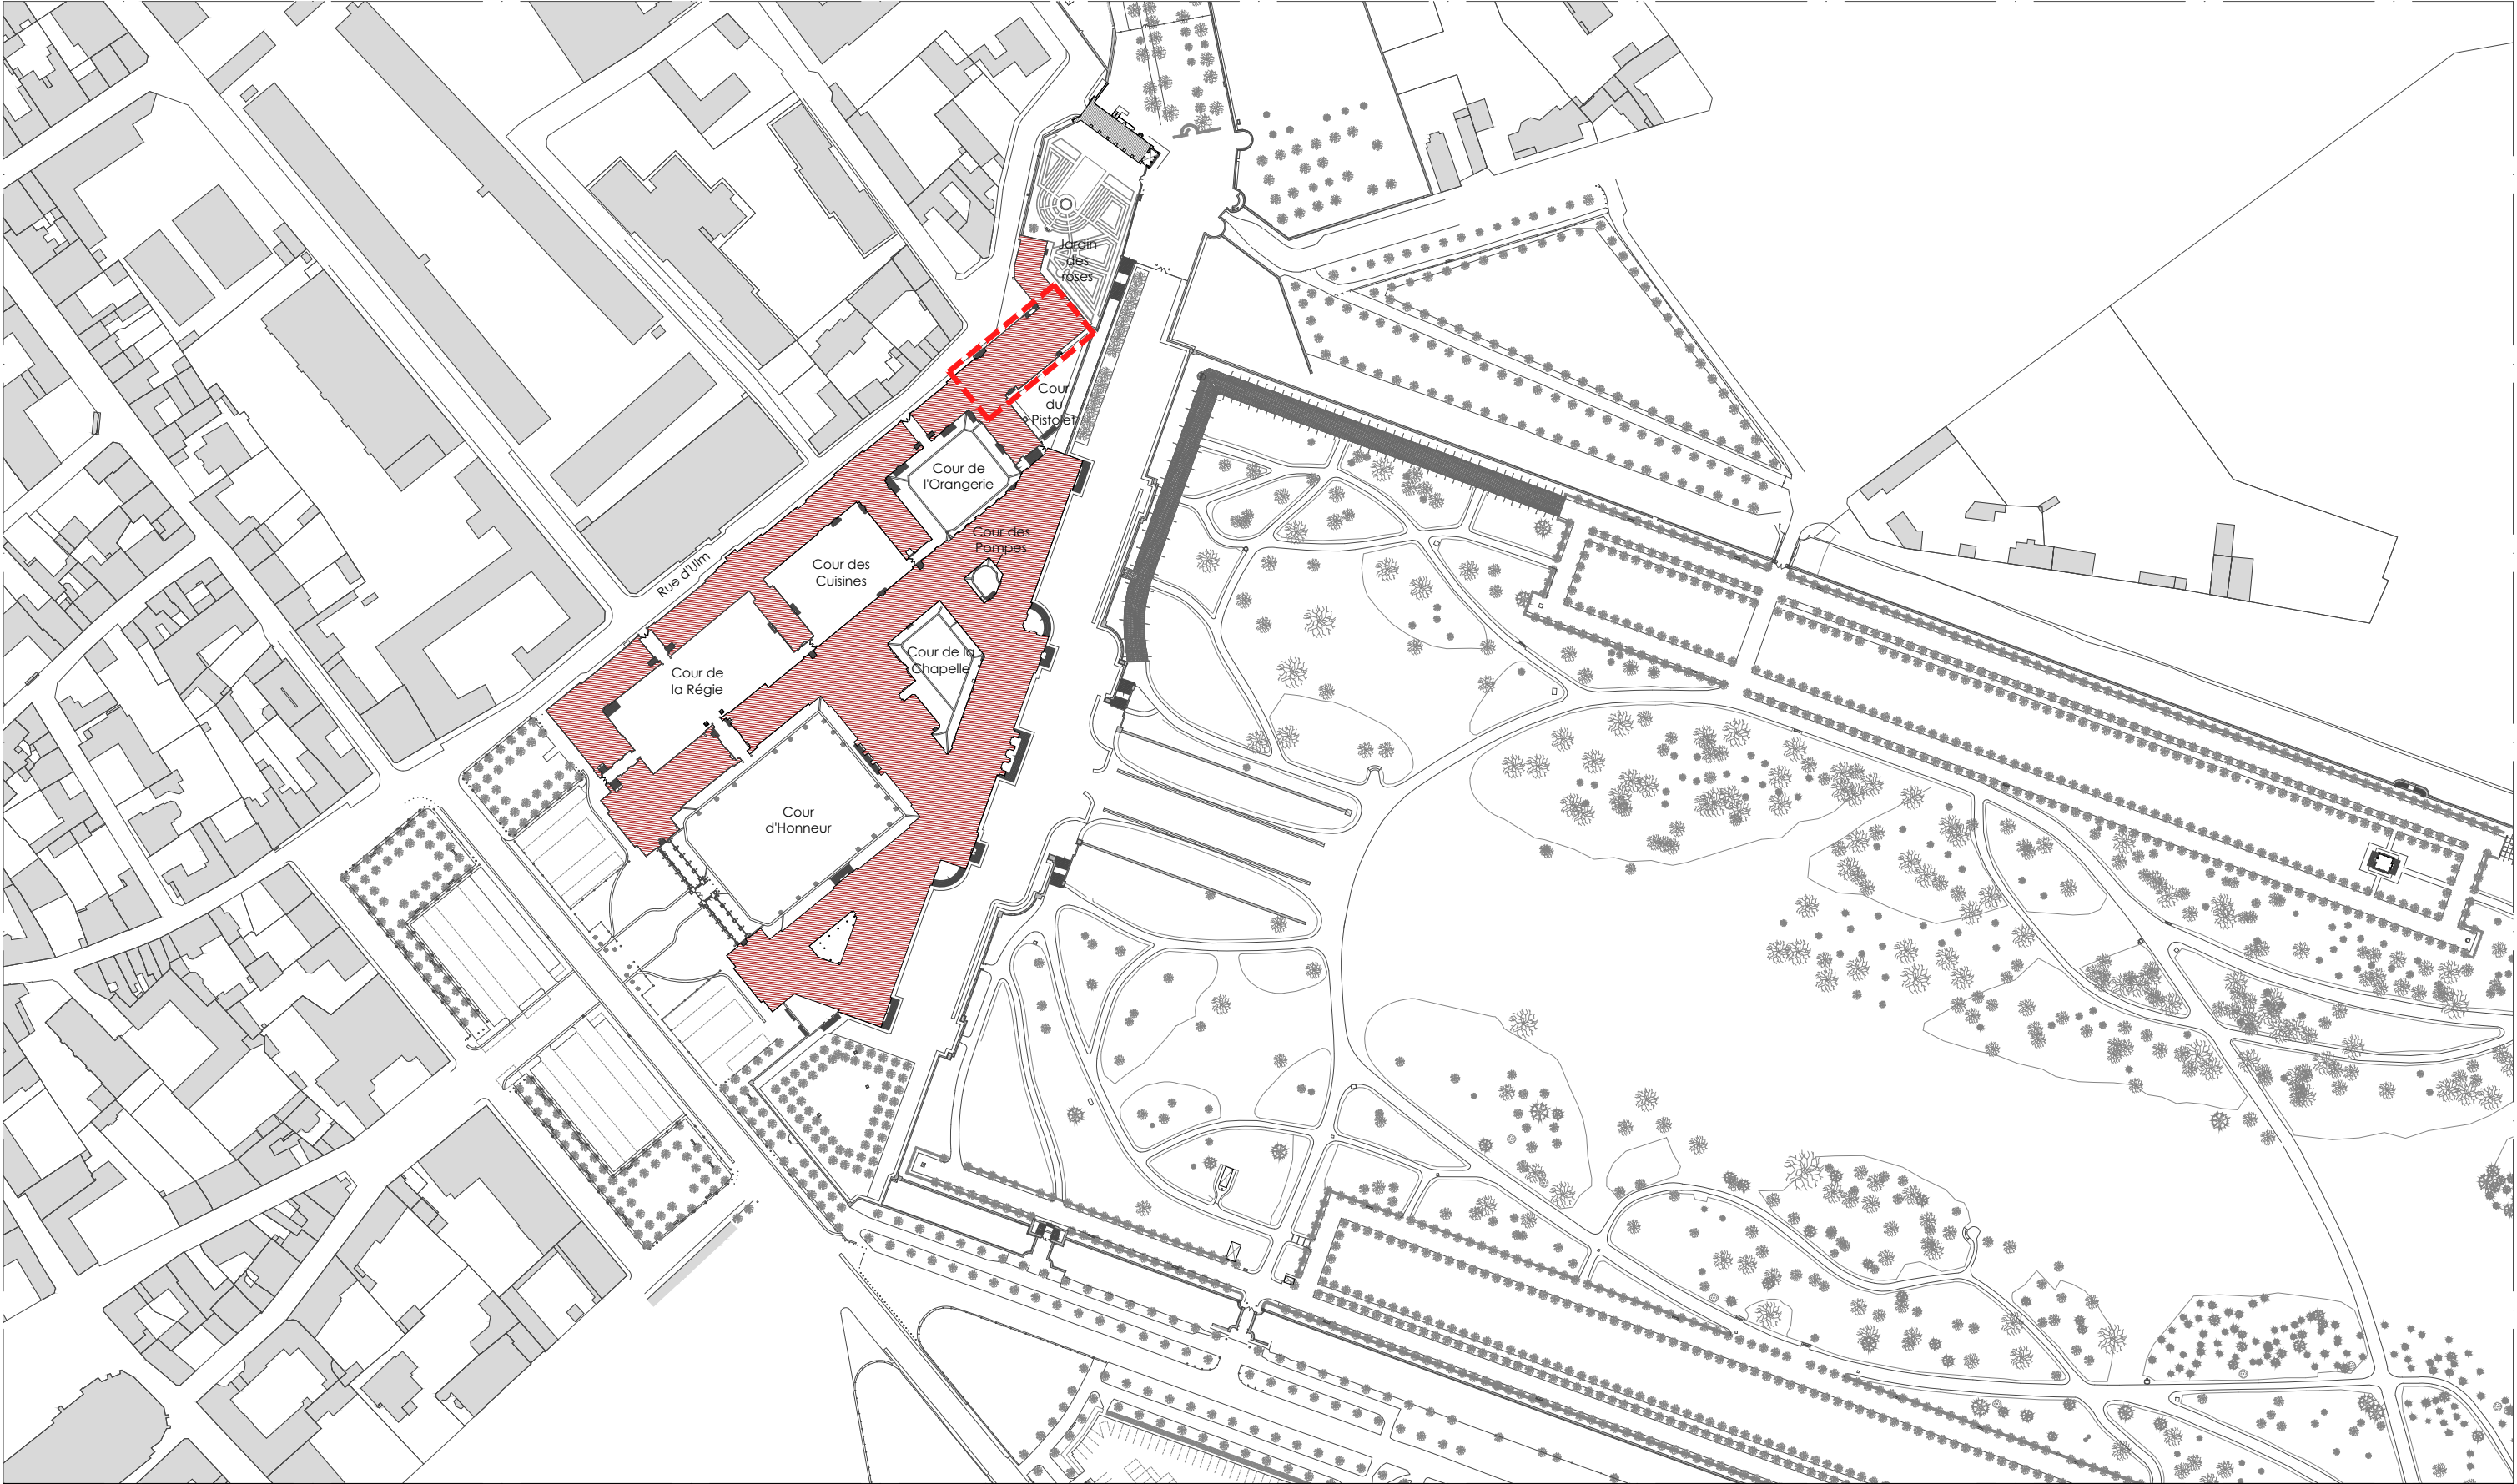 Jardin
des
roses
Cour
du
Pistolet
Cour de
l'Orangerie
Cour des
Pompes
Cour des
Cuisines
Rue d'Ulm
Cour de la
Chapelle
Cour de
la Régie
Cour
d'Honneur